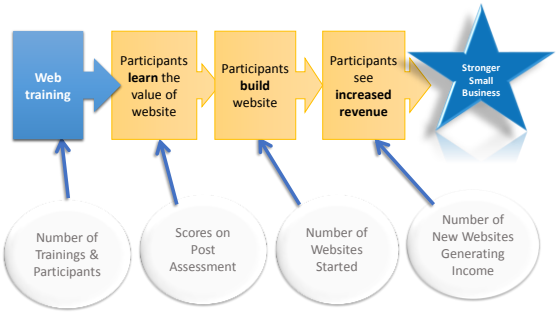 Web
training
Participants
learn the
value of
website
Participants
build
website
Participants
see
increased
revenue
Stronger
Small
Business
Number of
Trainings &
Participants
Scores on
Post
Assessment
Number of
Websites
Started
Number of
New Websites
Generating
Income